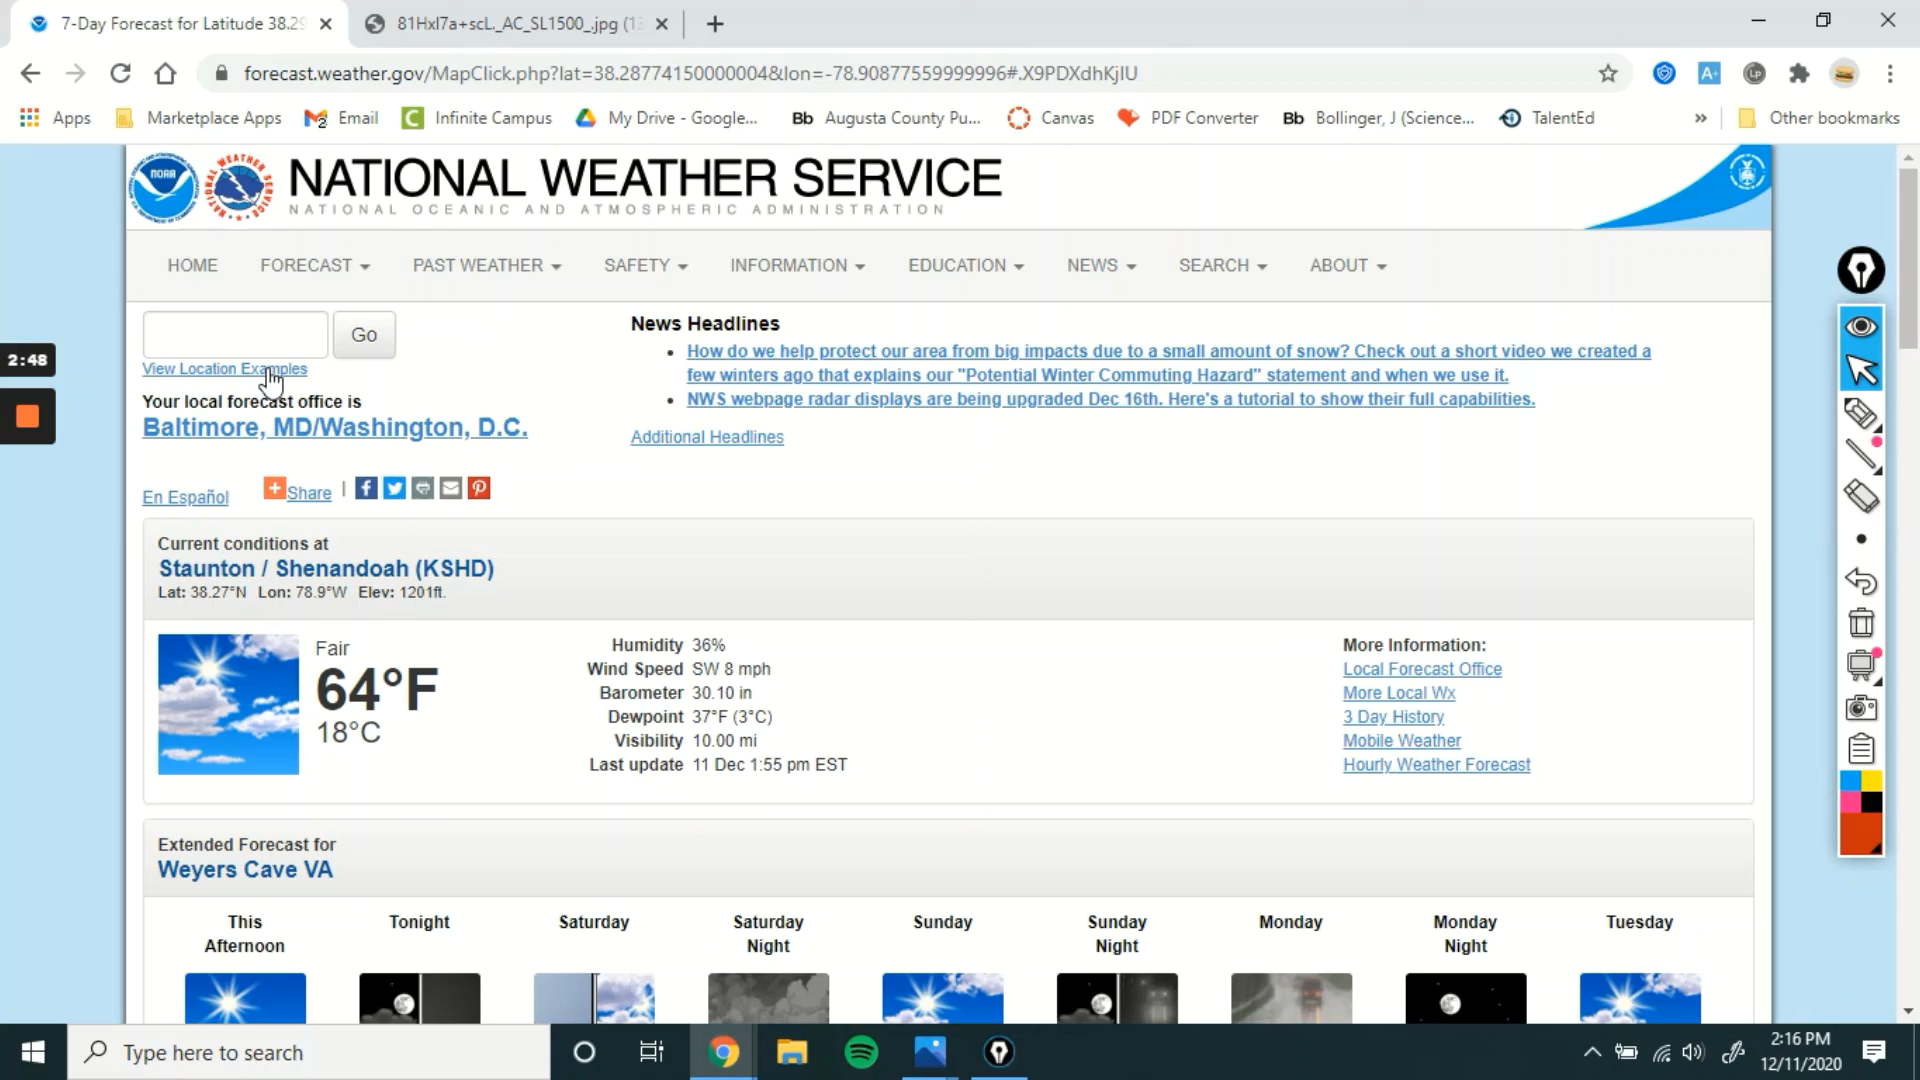 7-Day Forecast for Latitude 38.29
81HxI7a+scL._AC_SL1500_.jpg (1
forecast.weather.gov/MapClick.php?lat=38.28774150000004&lon=-78.90877559999996#.X9PDXdhKjIU
Apps Marketplace Apps Email Infinite Campus My Drive - Google... Bb Augusta County Pu... Canvas PDF Converter Bb Bollinger, J (Science... TalentEd » Other bookmarks
NOAA
NATIONAL WEATHER SERVICE
NATIONAL OCEANIC AND ATMOSPHERIC ADMINISTRATION
HOME FORECAST PAST WEATHER SAFETY INFORMATION EDUCATION NEWS SEARCH ABOUT
Go
View Location Examples
Your local forecast office is
Baltimore, MD/Washington, D.C.
En Español
Share |
News Headlines
How do we help protect our area from big impacts due to a small amount of snow? Check out a short video we created a
few winters ago that explains our "Potential Winter Commuting Hazard" statement and when we use it.
NWS webpage radar displays are being upgraded Dec 16th. Here's a tutorial to show their full capabilities.
Additional Headlines
2:48
Current conditions at
Staunton / Shenandoah (KSHD)
Lat: 38.27°N Lon: 78.9°W Elev: 1201ft.
Fair
64°F
18°C
Humidity 36%
Wind Speed SW 8 mph
Barometer 30.10 in
Dewpoint 37°F (3°C)
Visibility 10.00 mi
Last update 11 Dec 1:55 pm EST
More Information:
Local Forecast Office
More Local Wx
3 Day History
Mobile Weather
Hourly Weather Forecast
Extended Forecast for
Weyers Cave VA
This
Afternoon
Tonight
Saturday
Saturday
Night
Sunday
Sunday
Night
Monday
Monday
Night
Tuesday
Type here to search
2:16 PM
12/11/2020